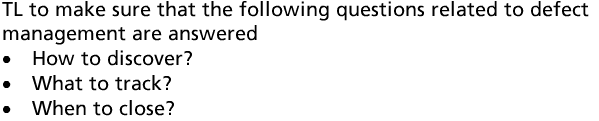 TL to make sure that the following questions related to defect
management are answered
• How to discover?
• What to track?
• When to close?